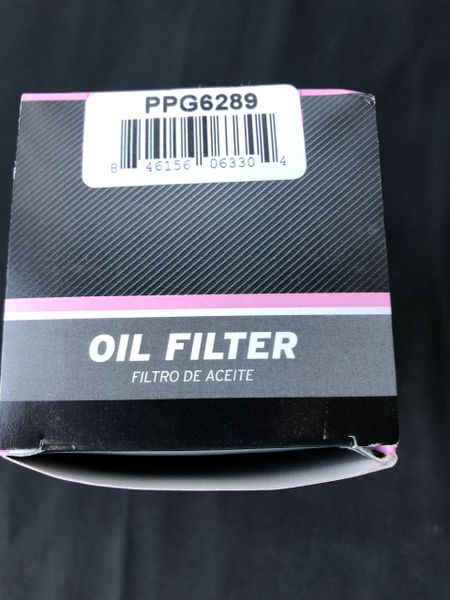 PPG6289
8 46156 06330 4
OIL FILTER
FILTRO DE ACEITE